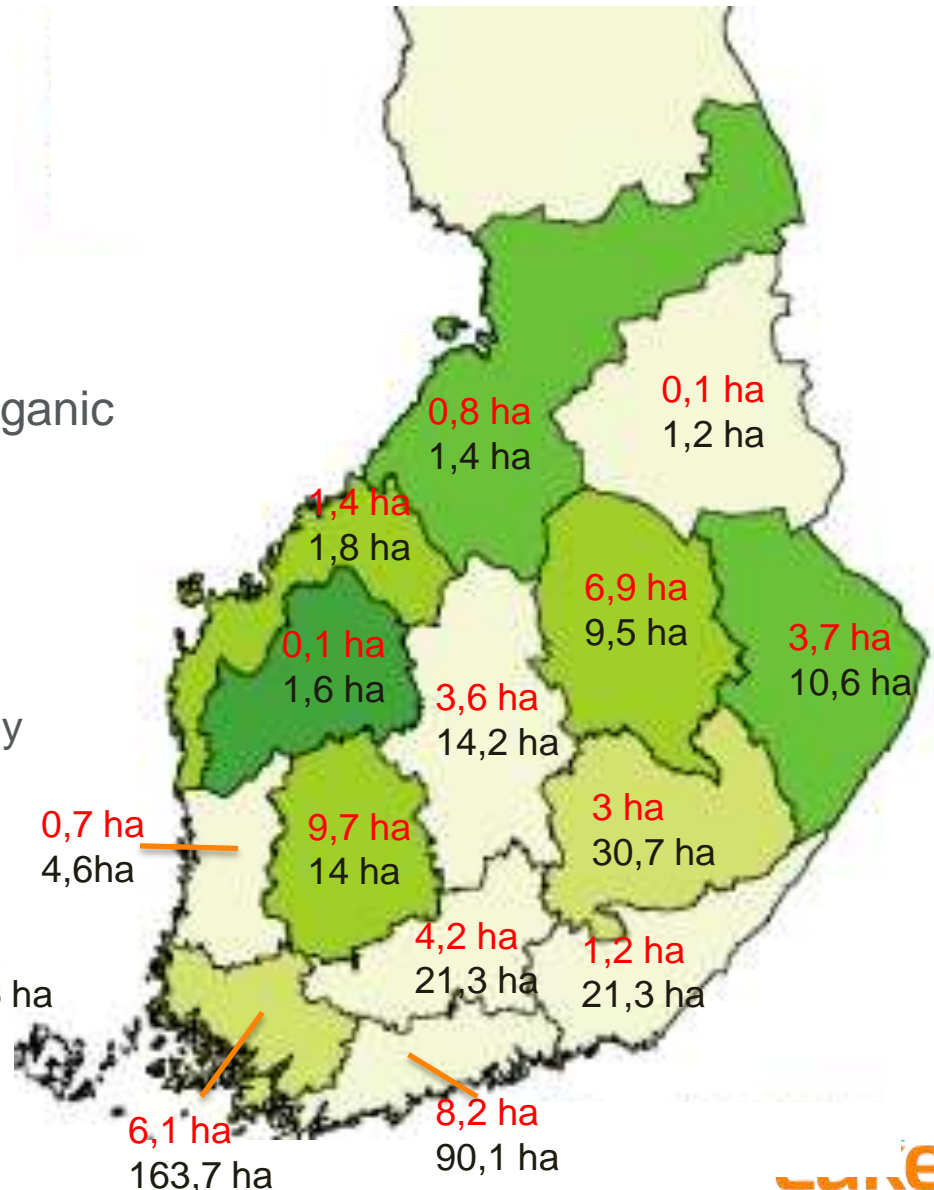 ganic
0,8 ha
1,4 ha
0,1 ha
1,2 ha
1,4 ha
1,8 ha
6,9 ha
9,5 ha
0,1 ha
1,6 ha
3,7 ha
10,6 ha
3,6 ha
14,2 ha
y
0,7 ha
4,6ha
9,7 ha
14 ha
3 ha
30,7 ha
4,2 ha
21,3 ha
1,2 ha
21,3 ha
ha
6,1 ha
163,7 ha
8,2 ha
90,1 ha